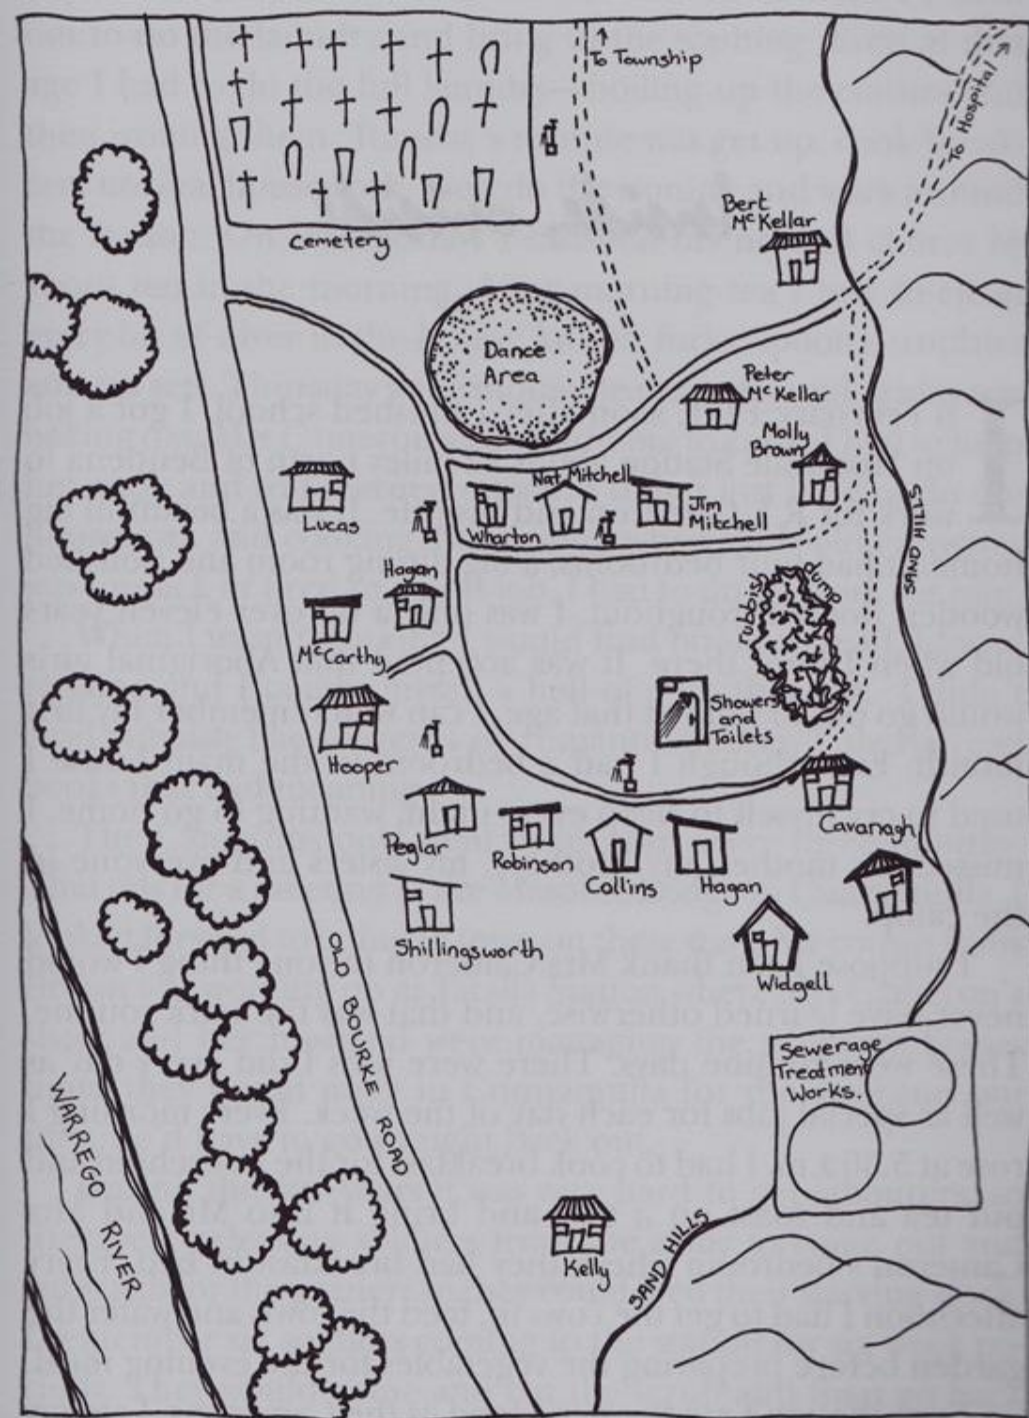 To Township
To Hospital
Bert
McKellar
Cemetery
Dance
Area
Peter
McKellar
Molly
Brown
Nat Mitchell
Jim
Mitchell
Lucas
Wharton
SAND HILLS
Hogan
rubbish dump
McCarthy
Showers
and
Toilets
Hooper
Cavanagh
Peglar
Robinson
Collins
Hagan
Shillingsworth
Widgell
OLD BOURKE ROAD
Sewerage
Treatment
Works.
WARREGO RIVER
Kelly
SAND HILLS